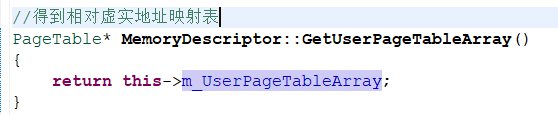 //得到相对虚实地址映射表
PageTable* MemoryDescriptor::GetUserPageTableArray()
{
    return this->m_UserPageTableArray;
}